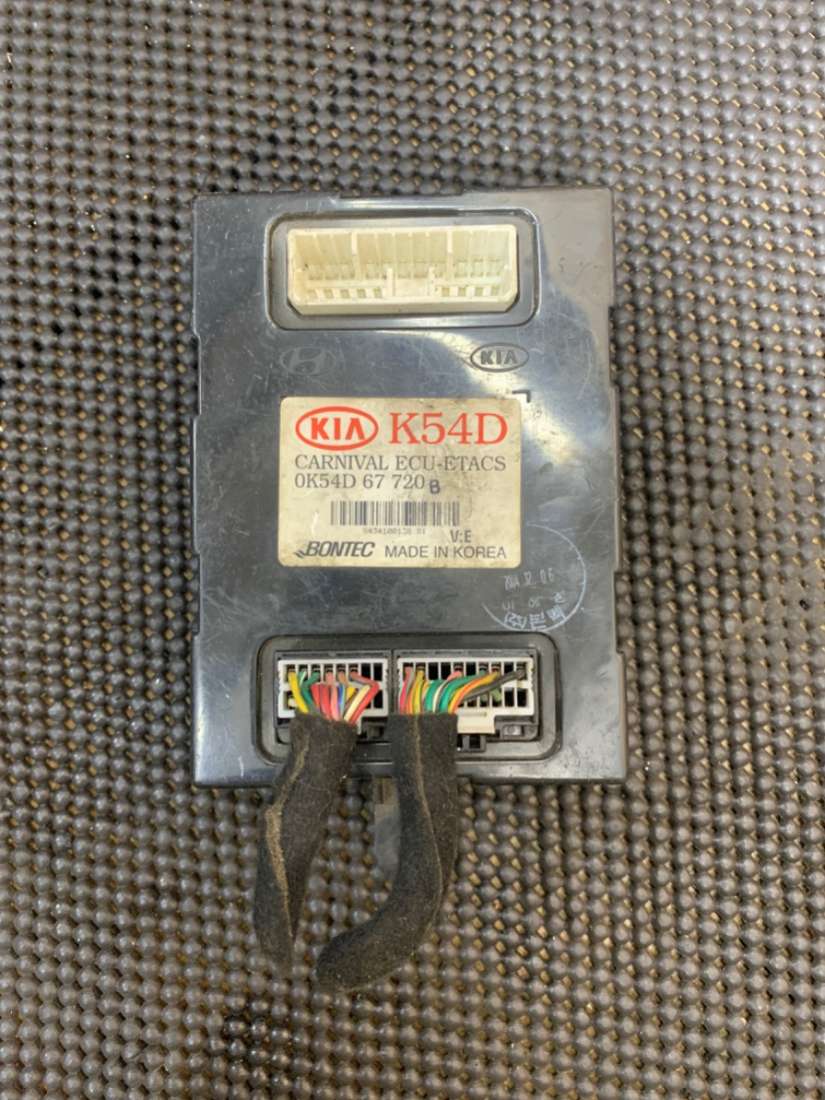 KIA
KIA K54D
CARNIVAL ECU-ETACS
0K54D 67 720 B
V:E
BONTEC MADE IN KOREA